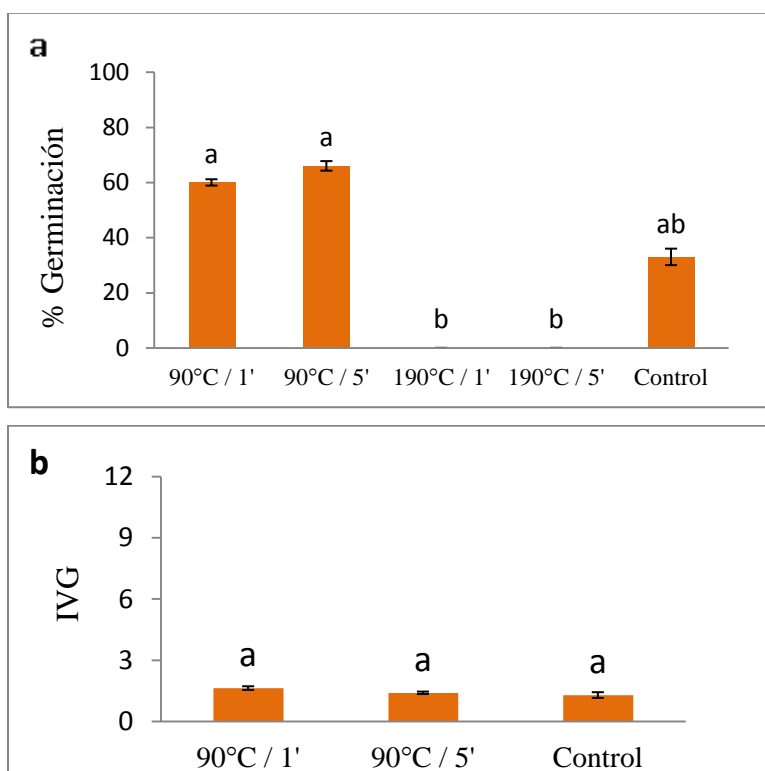 a
% Germinación
100
80
60
40
20
0
a
a
b
b
ab
90°C / 1'
90°C / 5'
190°C / 1'
190°C / 5'
Control
b
IVG
12
9
6
3
0
a
a
a
90°C / 1'
90°C / 5'
Control